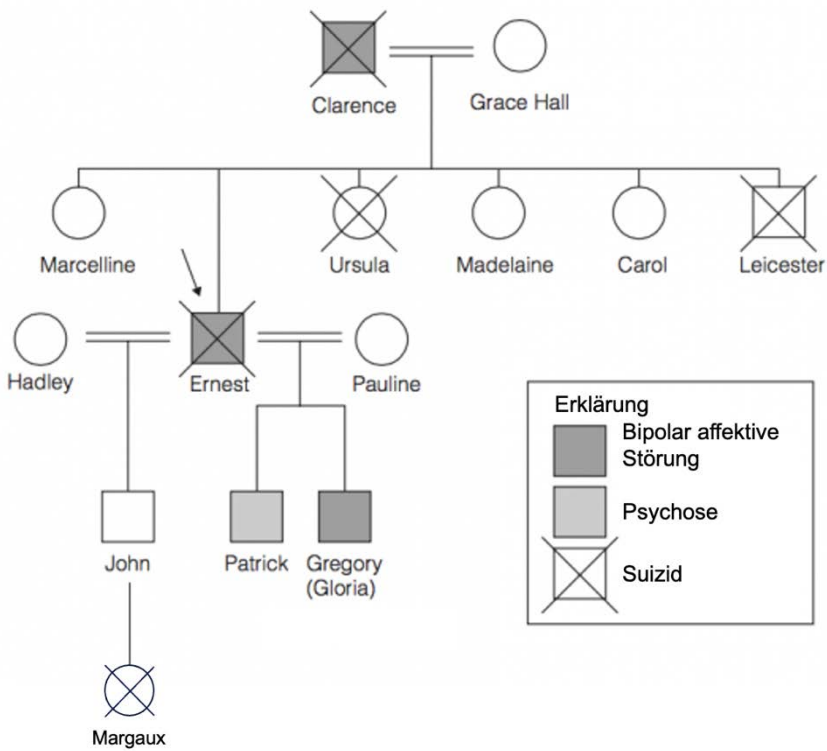 Clarence
Grace Hall
Marcelline
Ursula
Madelaine
Carol
Leicester
Hadley
Ernest
Pauline
Erklärung
Bipolar affektive
Störung
Psychose
Suizid
John
Patrick
Gregory
(Gloria)
Margaux